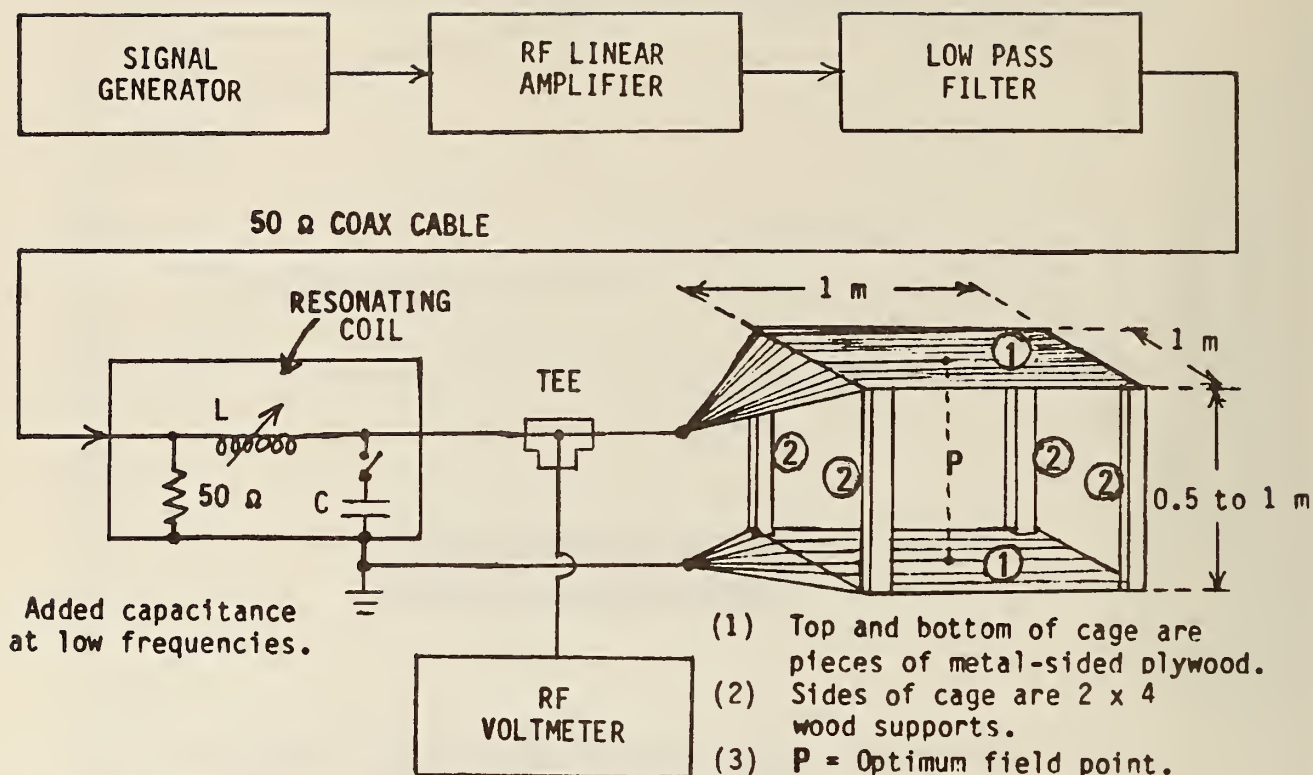 SIGNAL
GENERATOR
RF LINEAR
AMPLIFIER
LOW PASS
FILTER
50 Ω COAX CABLE
RESONATING
COIL
1 m
1 m
1
TEE
L
2
2
P
2
2
50 Ω
C
0.5 to 1 m
1
Added capacitance
at low frequencies.
RF
VOLTMETER
(1) Top and bottom of cage are
pieces of metal-sided plywood.
(2) Sides of cage are 2 x 4
wood supports.
(3) P = Optimum field point.